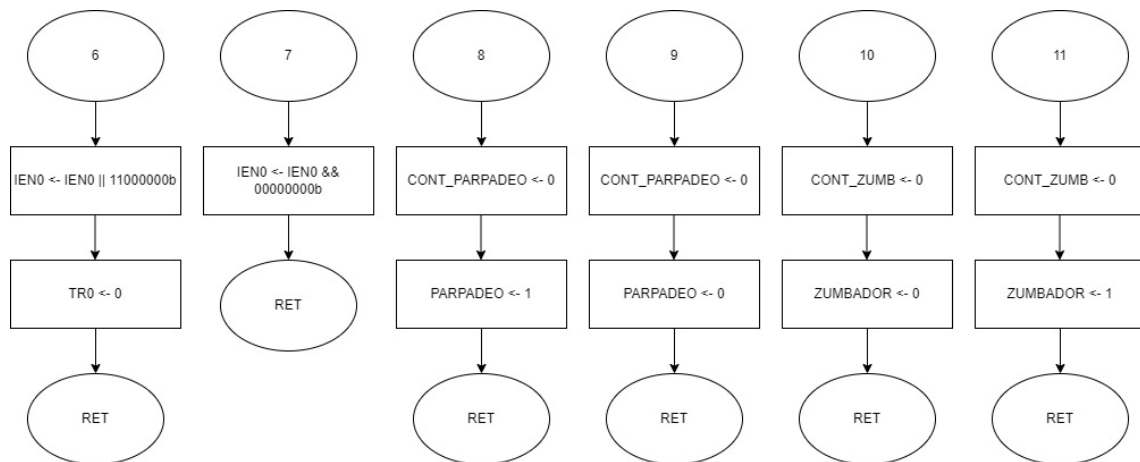 6
IEN0 <- IEN0 || 11000000b
TR0 <- 0
RET
7
IEN0 <- IEN0 &&
00000000b
RET
8
CONT_PARPADEO <- 0
PARPADEO <- 1
RET
9
CONT_PARPADEO <- 0
PARPADEO <- 0
RET
10
CONT_ZUMB <- 0
ZUMBADOR <- 0
RET
11
CONT_ZUMB <- 0
ZUMBADOR <- 1
RET